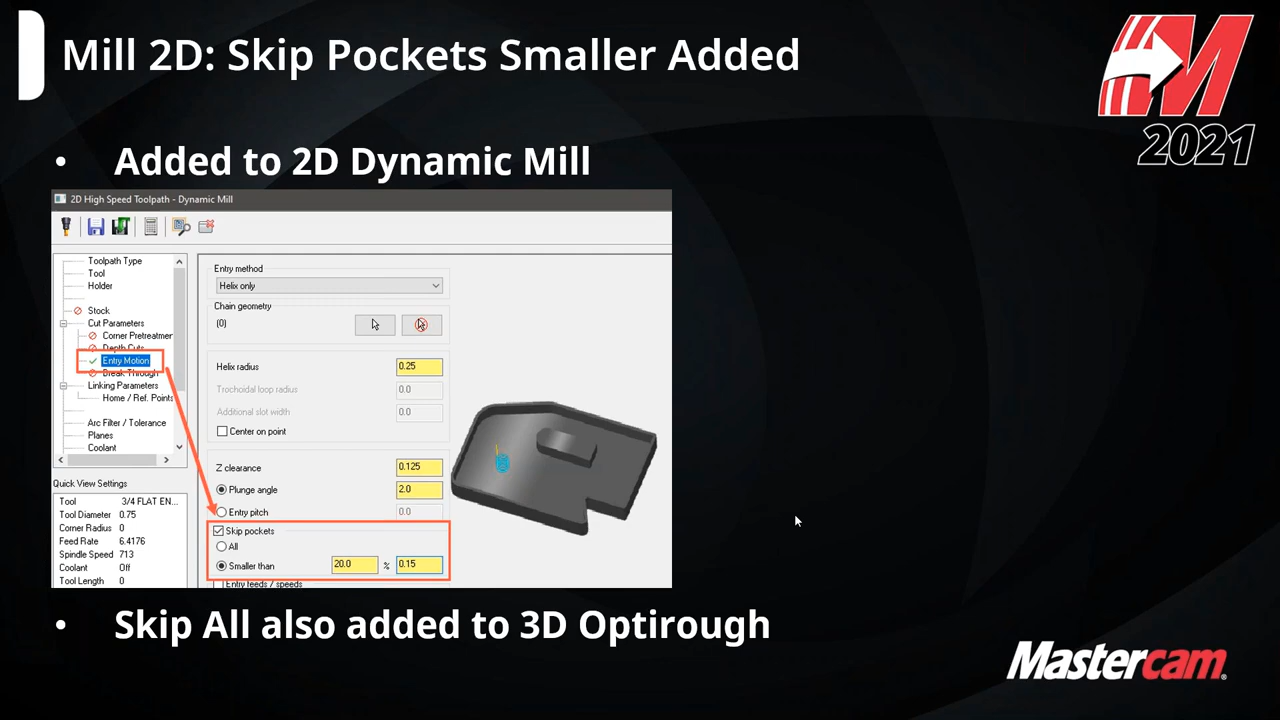 Mill 2D: Skip Pockets Smaller Added
M
2021
• Added to 2D Dynamic Mill
2D High Speed Toolpath - Dynamic Mill
Toolpath Type
Tool
Holder
Stock
Cut Parameters
Corner Pretreatmer
Depth Cuts
Entry Motion
Break Through
Linking Parameters
Home / Ref. Points
Arc Filter / Tolerance
Planes
Coolant
Quick View Settings
Tool 3/4 FLAT EN...
Tool Diameter 0.75
Corner Radius 0
Feed Rate 6.4176
Spindle Speed 713
Coolant Off
Tool Length 0
Entry method
Helix only
Chain geometry
(0)
Helix radius 0.25
Trochoidal loop radius 0.0
Additional slot width 0.0
Center on point
Z clearance 0.125
Plunge angle 2.0
Entry pitch 0.0
Skip pockets
All
Smaller than 20.0 % 0.15
Entry feeds / speeds
• Skip All also added to 3D Optirough
Mastercam®